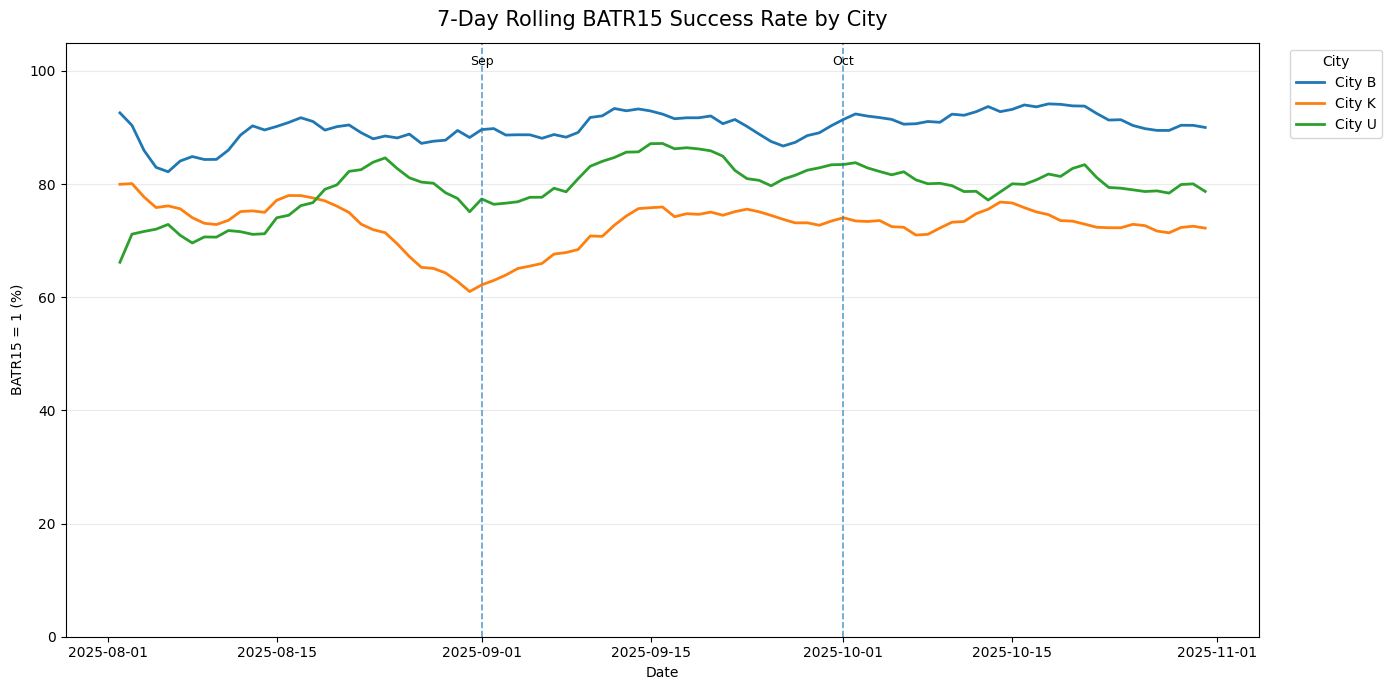 7-Day Rolling BATR15 Success Rate by City
Sep
Oct
City
City B
City K
City U
BATR15 = 1 (%)
100
80
60
40
20
0
2025-08-01
2025-08-15
2025-09-01
2025-09-15
2025-10-01
2025-10-15
2025-11-01
Date